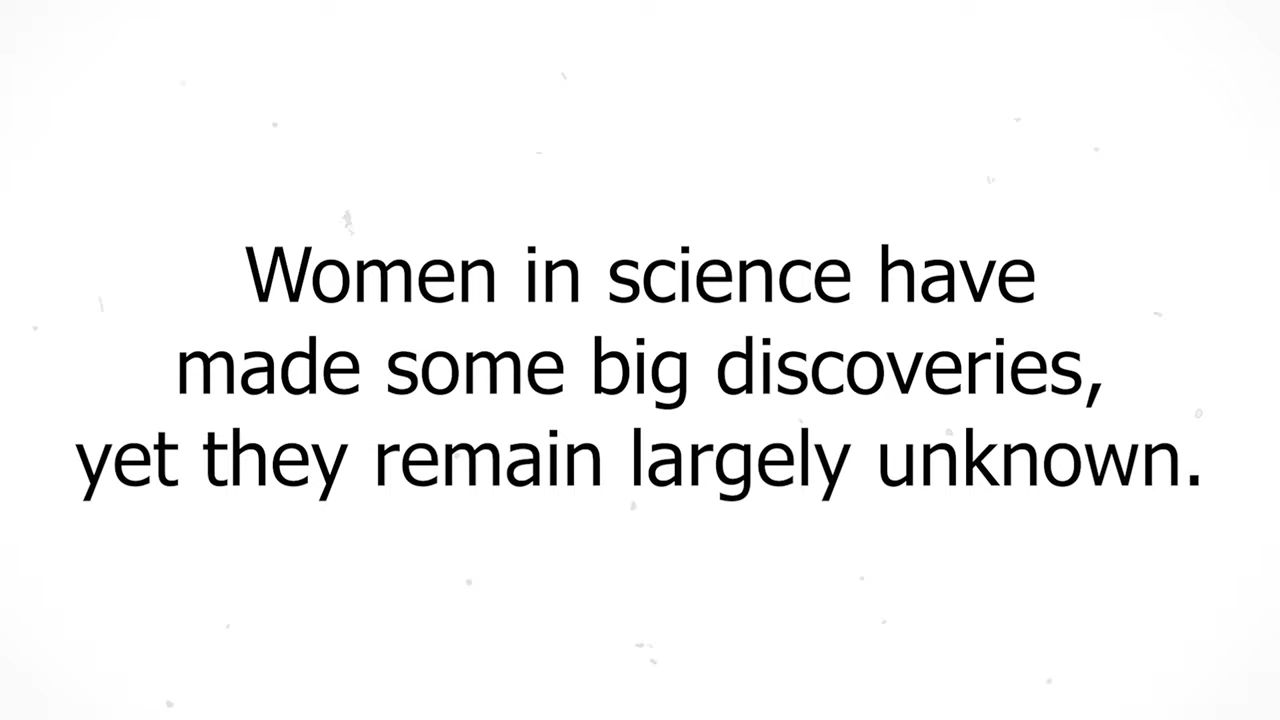 Women in science have
made some big discoveries,
yet they remain largely unknown.